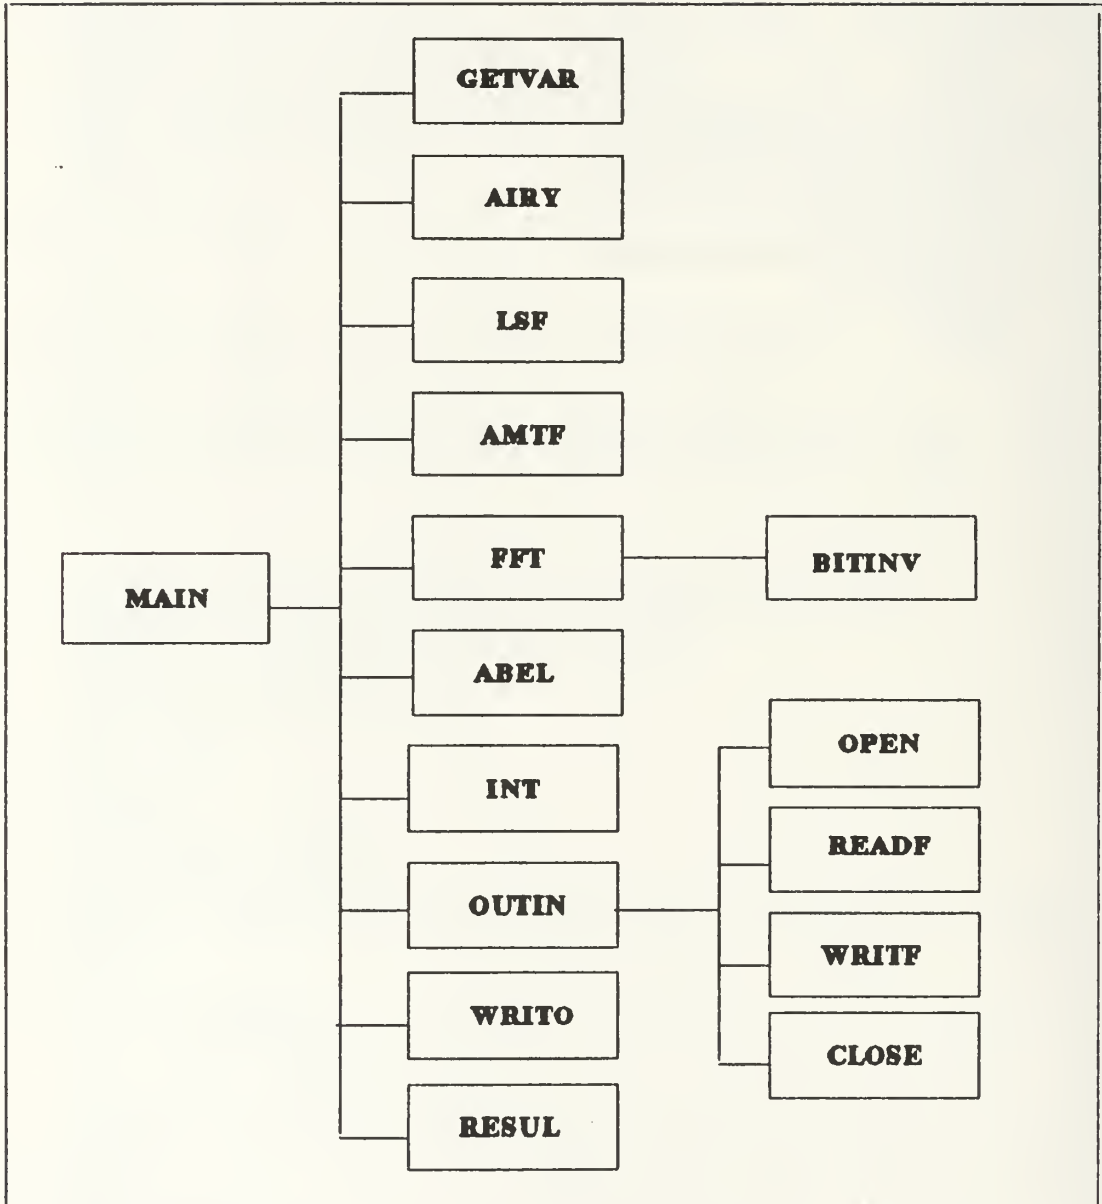 GETVAR
AIRY
LSF
AMTF
FFT
BITINV
MAIN
ABEL
OPEN
INT
READF
OUTIN
WRITF
WRITO
CLOSE
RESUL